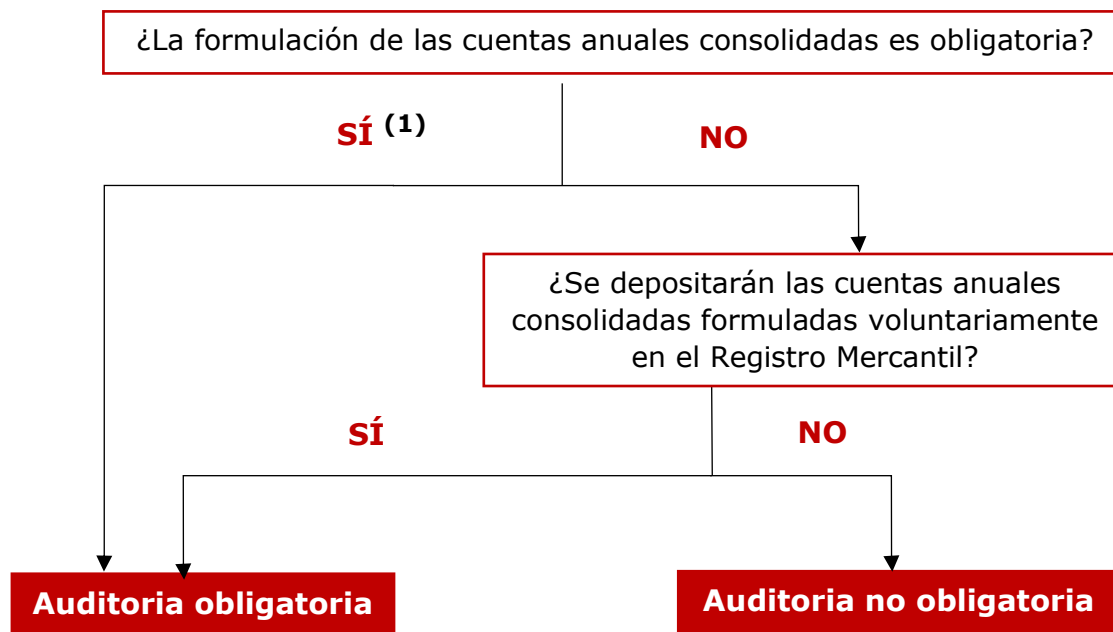 ¿La formulación de las cuentas anuales consolidadas es obligatoria?
SÍ (1)
NO
¿Se depositarán las cuentas anuales
consolidadas formuladas voluntariamente
en el Registro Mercantil?
SÍ
NO
Auditoria obligatoria
Auditoria no obligatoria